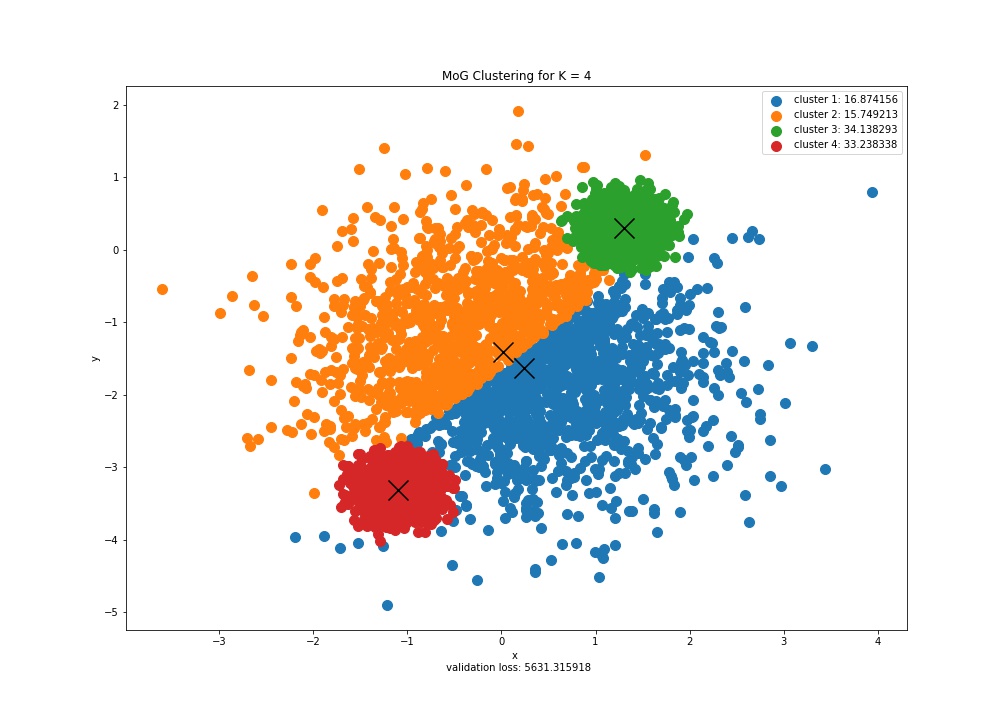 MoG Clustering for K = 4
cluster 1: 16.874156
cluster 2: 15.749213
cluster 3: 34.138293
cluster 4: 33.238338
2
1
0
−1
−2
−3
−4
−5
y
−3 −2 −1 0 1 2 3 4
x
validation loss: 5631.315918